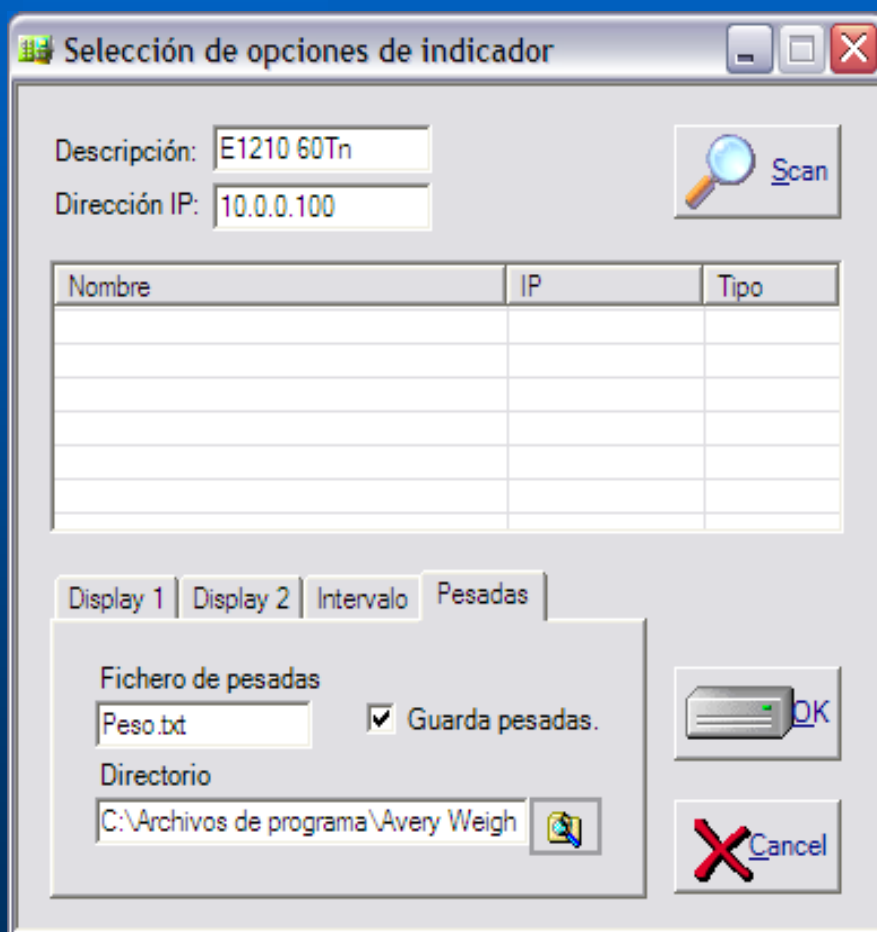 Selección de opciones de indicador
Descripción: E1210 60Tn
Scan
Dirección IP: 10.0.0.100
Nombre IP Tipo
Display 1 Display 2 Intervalo Pesadas
Fichero de pesadas
Peso.txt Guarda pesadas.
OK
Directorio
C:\Archivos de programa\Avery Weigh
Cancel